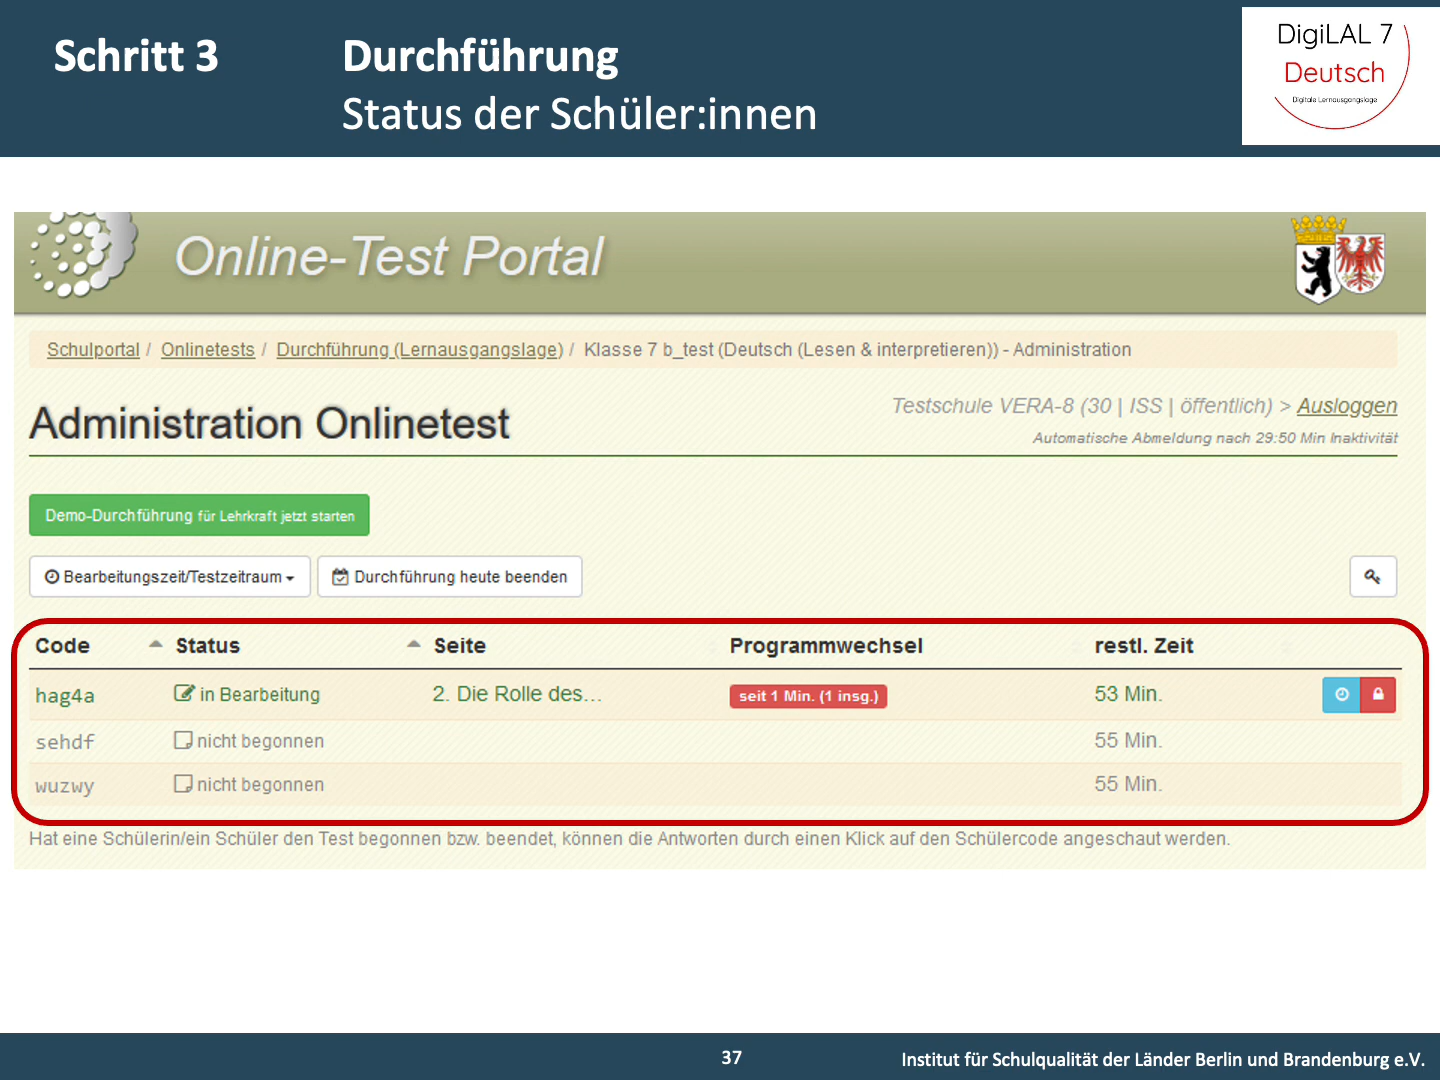 Schritt 3
Durchführung
Status der Schüler:innen
DigiLAL 7
Deutsch
Digitale Lernausgangslage
Online-Test Portal
Schulportal / Onlinetests / Durchführung (Lernausgangslage) / Klasse 7 b_test (Deutsch (Lesen & interpretieren)) - Administration
Administration Onlinetest
Testschule VERA-8 (30 | ISS | öffentlich) > Ausloggen
Automatische Abmeldung nach 29:50 Min Inaktivität
Demo-Durchführung für Lehrkraft jetzt starten
Bearbeitungszeit/Testzeitraum
Durchführung heute beenden
Code Status Seite Programmwechsel restl. Zeit
hag4a in Bearbeitung 2. Die Rolle des... seit 1 Min. (1 insg.) 53 Min.
sehdf nicht begonnen 55 Min.
wuzwy nicht begonnen 55 Min.
Hat eine Schülerin/ein Schüler den Test begonnen bzw. beendet, können die Antworten durch einen Klick auf den Schülercode angeschaut werden.
37
Institut für Schulqualität der Länder Berlin und Brandenburg e.V.